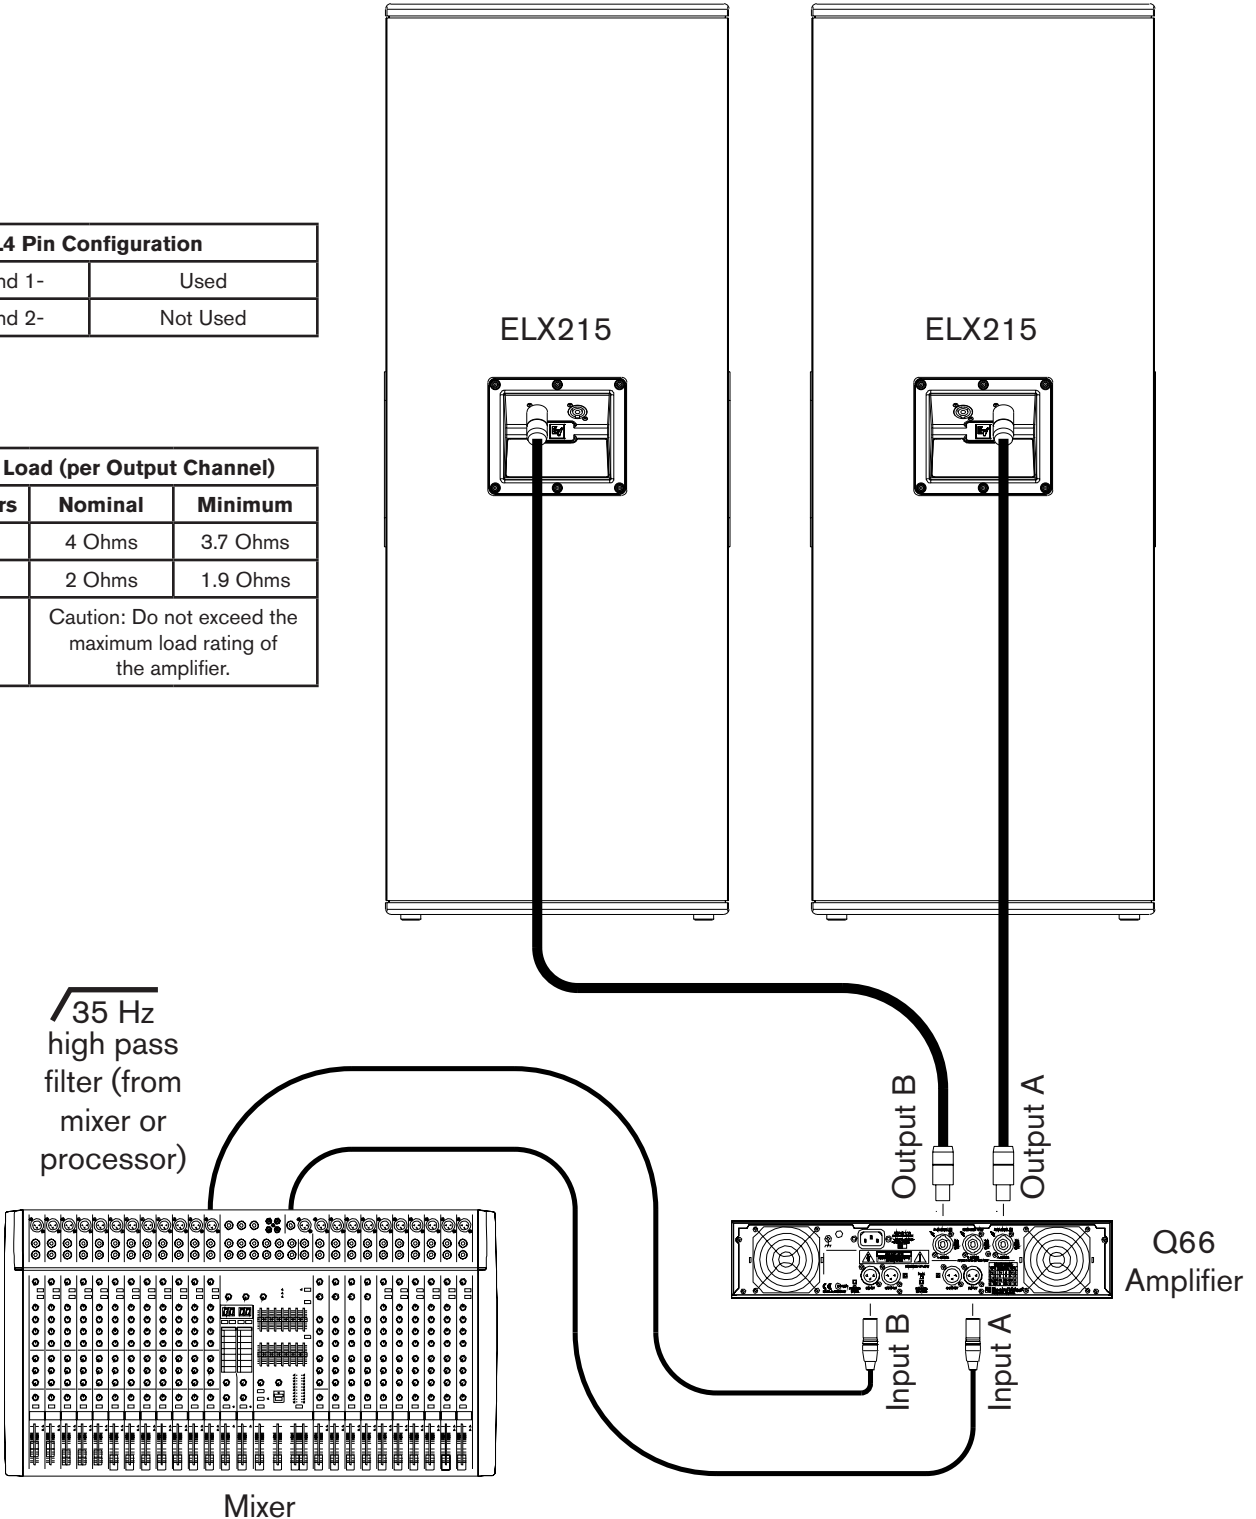 .4 Pin Configuration
nd 1- Used
nd 2- Not Used
ELX215
ELX215
Load (per Output Channel)
rs Nominal Minimum
4 Ohms 3.7 Ohms
2 Ohms 1.9 Ohms
Caution: Do not exceed the
maximum load rating of
the amplifier.
35 Hz
high pass
filter (from
mixer or
processor)
Output B
Output A
Q66
Amplifier
Input B
Input A
Mixer